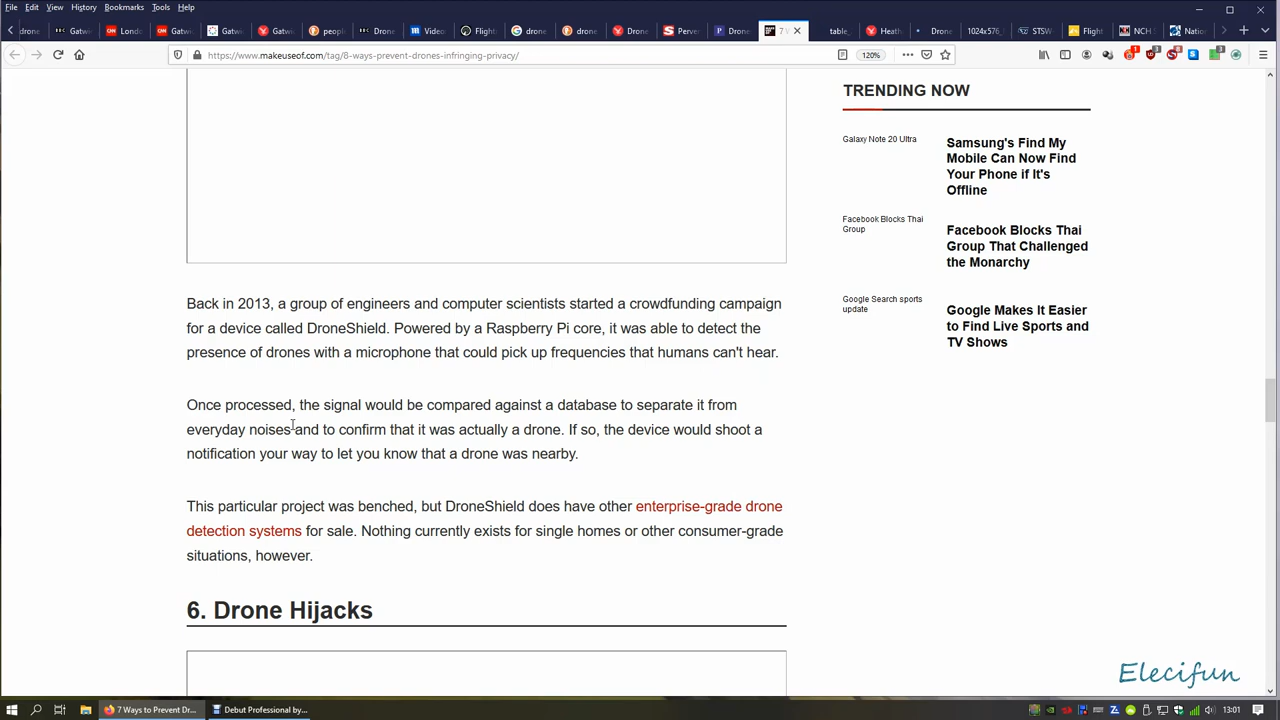 File Edit View History Bookmarks Tools Help
drone Gatw CNN Londo CNN Gatwi Gatwi Gatwi peopl Drone Video Flight drone drone Drone Perve Drone 7 V table_ Heath Drone 1024x576_ STSW Flight NCH S Nation
https://www.makeuseof.com/tag/8-ways-prevent-drones-infringing-privacy/ 120%
TRENDING NOW
Galaxy Note 20 Ultra
Samsung's Find My
Mobile Can Now Find
Your Phone if It's
Offline
Facebook Blocks Thai
Group
Facebook Blocks Thai
Group That Challenged
the Monarchy
Google Search sports
update
Google Makes It Easier
to Find Live Sports and
TV Shows
Back in 2013, a group of engineers and computer scientists started a crowdfunding campaign
for a device called DroneShield. Powered by a Raspberry Pi core, it was able to detect the
presence of drones with a microphone that could pick up frequencies that humans can't hear.
Once processed, the signal would be compared against a database to separate it from
everyday noises and to confirm that it was actually a drone. If so, the device would shoot a
notification your way to let you know that a drone was nearby.
This particular project was benched, but DroneShield does have other enterprise-grade drone
detection systems for sale. Nothing currently exists for single homes or other consumer-grade
situations, however.
6. Drone Hijacks
Elecifun
7 Ways to Prevent Dr... Debut Professional by... 13:01